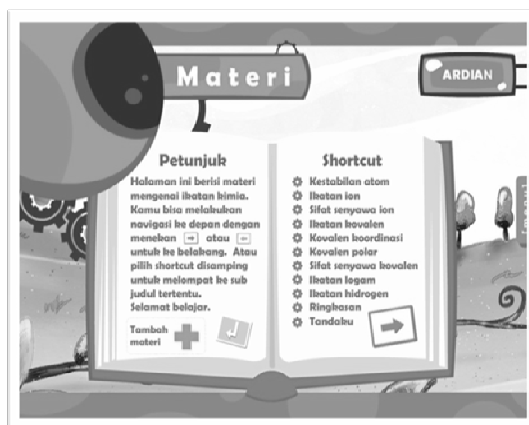 Materi
ARDIAN
Petunjuk
Halaman ini berisi materi
mengenai ikatan kimia.
Kamu bisa melakukan
navigasi ke depan dengan
menekan atau
untuk ke belakang. Atau
pilih shortcut disamping
untuk melompat ke sub
judul tertentu.
Selamat belajar.
Tambah
materi
Shortcut
Kestabilan atom
Ikatan ion
Sifat senyawa ion
Ikatan kovalen
Kovalen koordinasi
Kovalen polar
Sifat senyawa kovalen
Ikatan logam
Ikatan hidrogen
Ringkasan
Tandaku